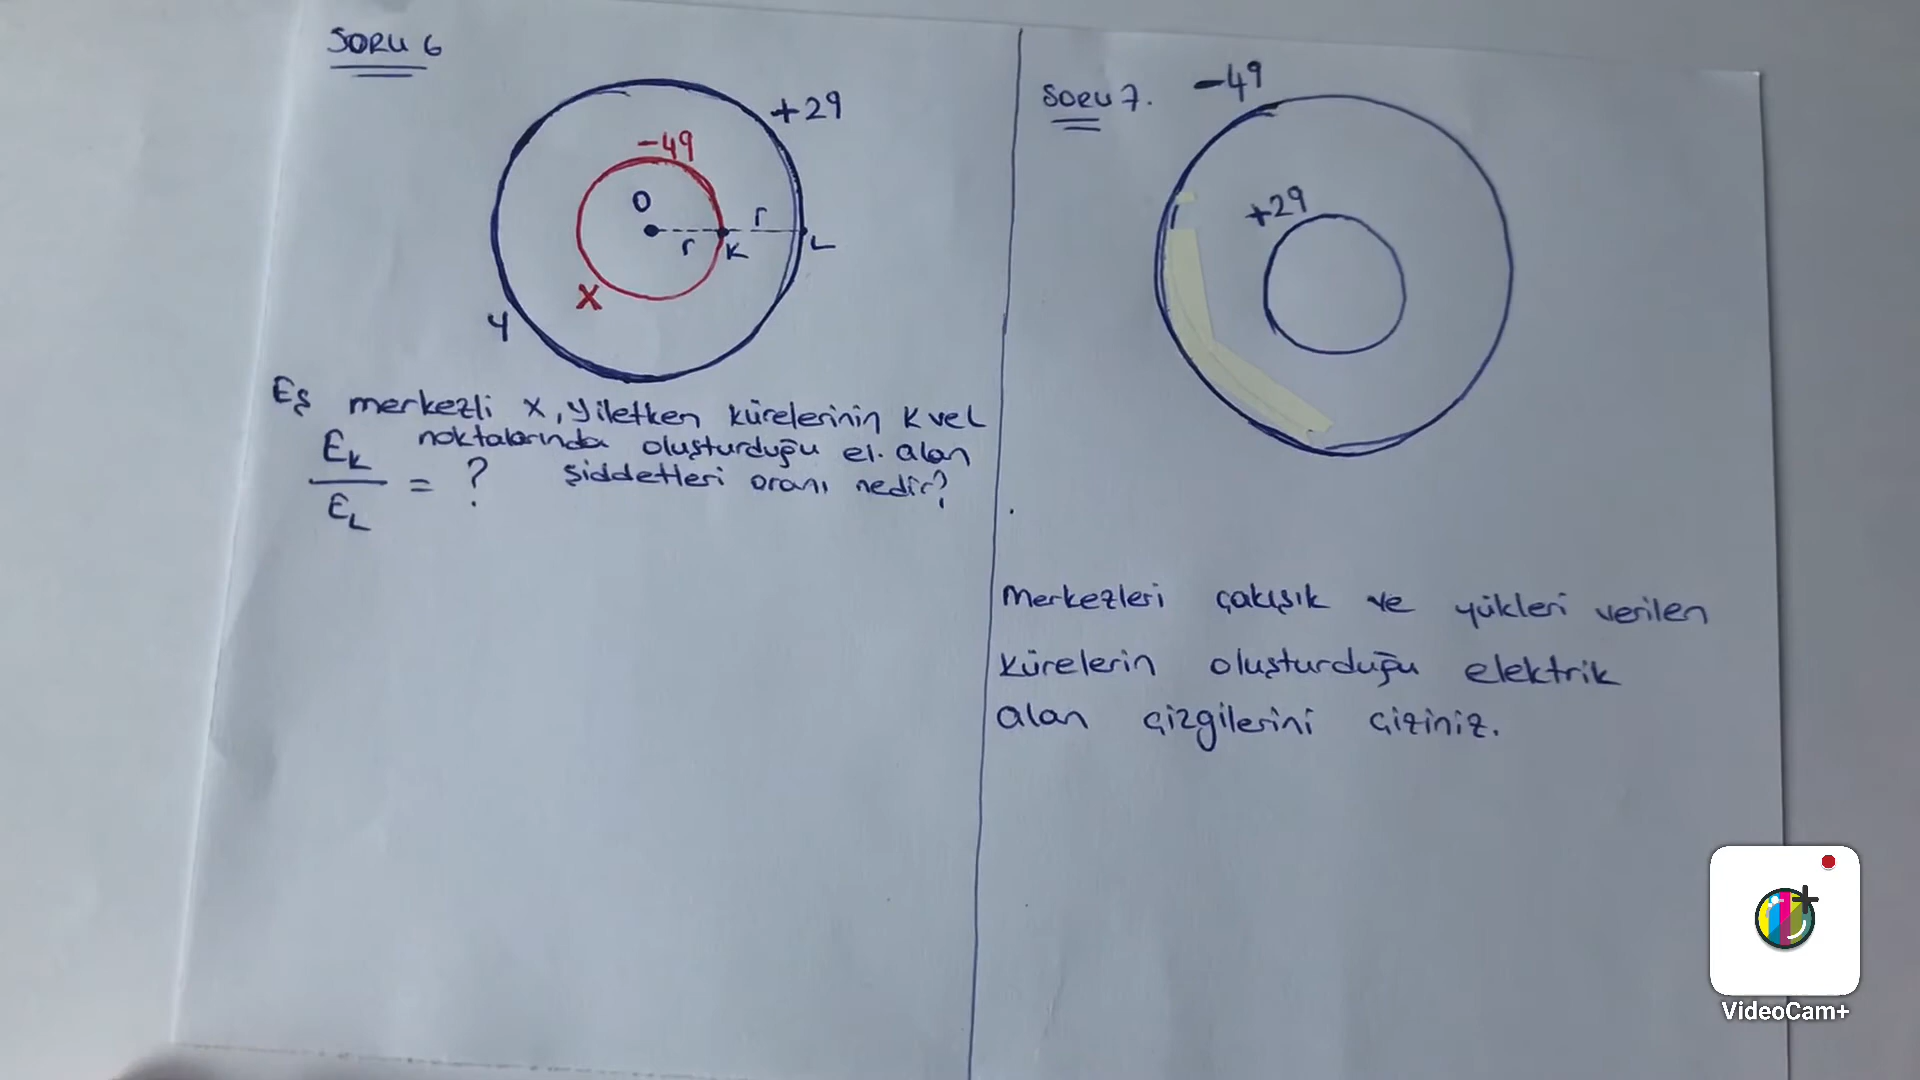 SORU 6
+2q
-4q
O
r
r
K
L
X
Y
Eş merkezli X, Y iletken kürelerinin K ve L
noktalarında oluşturduğu el. alan
şiddetleri oranı nedir?
EK
EL
= ?
SORU 7.
-4q
+2q
Merkezleri çakışık ve yükleri verilen
kürelerin oluşturduğu elektrik
alan çizgilerini çiziniz.
VideoCam+